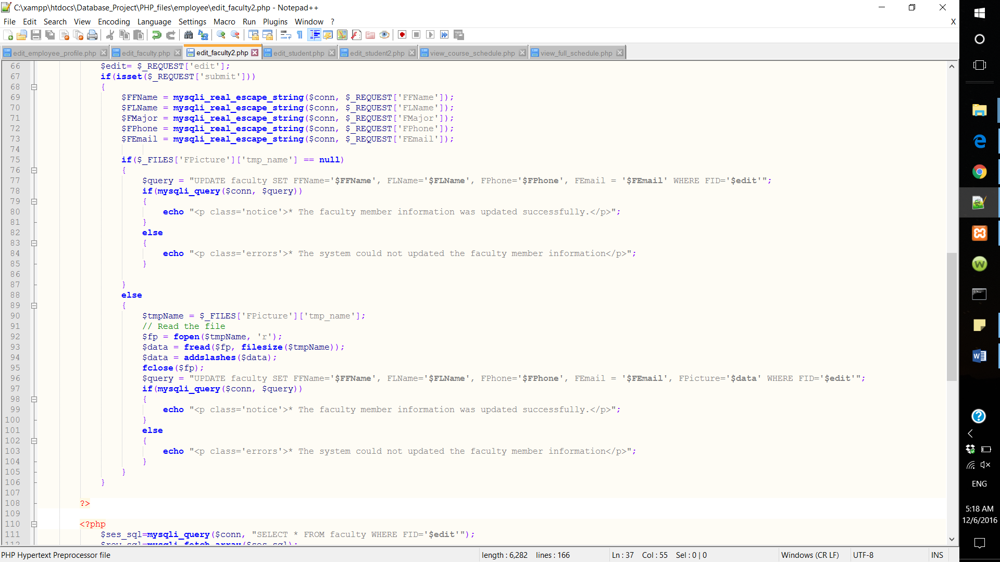 C:\xampp\htdocs\Database_Project\PHP_files\employee\edit_faculty2.php - Notepad++
File Edit Search View Encoding Language Settings Macro Run Plugins Window ? X
edit_employee_profile.php edit_faculty.php edit_faculty2.php edit_student.php edit_student2.php view_course_schedule.php view_full_schedule.php
66 $edit= $_REQUEST['edit'];
67 if(isset($_REQUEST['submit']))
68 {
69 $FFName = mysqli_real_escape_string($conn, $_REQUEST['FFName']);
70 $FLName = mysqli_real_escape_string($conn, $_REQUEST['FLName']);
71 $FMajor = mysqli_real_escape_string($conn, $_REQUEST['FMajor']);
72 $FPhone = mysqli_real_escape_string($conn, $_REQUEST['FPhone']);
73 $FEmail = mysqli_real_escape_string($conn, $_REQUEST['FEmail']);
74
75 if($_FILES['FPicture']['tmp_name'] == null)
76 {
77 $query = "UPDATE faculty SET FFName='$FFName', FLName='$FLName', FPhone='$FPhone', FEmail = '$FEmail' WHERE FID='$edit'";
78 if(mysqli_query($conn, $query))
79 {
80 echo "<p class='notice'>* The faculty member information was updated successfully.</p>";
81 }
82 else
83 {
84 echo "<p class='errors'>* The system could not updated the faculty member information</p>";
85 }
86
87 }
88 else
89 {
90 $tmpName = $_FILES['FPicture']['tmp_name'];
91 // Read the file
92 $fp = fopen($tmpName, 'r');
93 $data = fread($fp, filesize($tmpName));
94 $data = addslashes($data);
95 fclose($fp);
96 $query = "UPDATE faculty SET FFName='$FFName', FLName='$FLName', FPhone='$FPhone', FEmail = '$FEmail', FPicture='$data' WHERE FID='$edit'";
97 if(mysqli_query($conn, $query))
98 {
99 echo "<p class='notice'>* The faculty member information was updated successfully.</p>";
100 }
101 else
102 {
103 echo "<p class='errors'>* The system could not updated the faculty member information</p>";
104 }
105 }
106 }
107
108 ?>
109
110 <?php
111 $ses_sql=mysqli_query($conn, "SELECT * FROM faculty WHERE FID='$edit'");
112 $row_sql=mysqli_fetch_array($ses_sql);
PHP Hypertext Preprocessor file length : 6,282 lines : 166 Ln : 37 Col : 55 Sel : 0 | 0 Windows (CR LF) UTF-8 INS
ENG
5:18 AM
12/6/2016